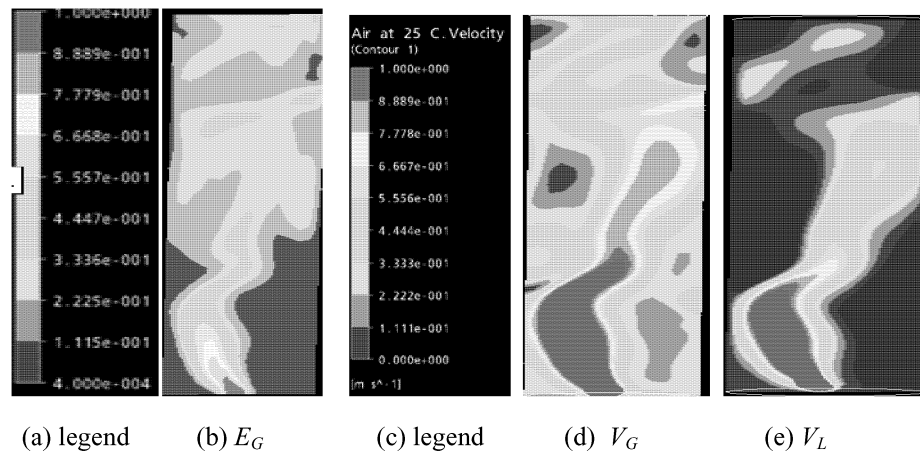 1.000e+000
8.889e-001
7.779e-001
6.668e-001
5.557e-001
4.447e-001
3.336e-001
2.225e-001
1.115e-001
4.000e-004
Air at 25 C.Velocity
(Contour 1)
1.000e+000
8.889e-001
7.778e-001
6.667e-001
5.556e-001
4.444e-001
3.333e-001
2.222e-001
1.111e-001
0.000e+000
[m s^-1]
(a) legend (b) E_G (c) legend (d) V_G (e) V_L